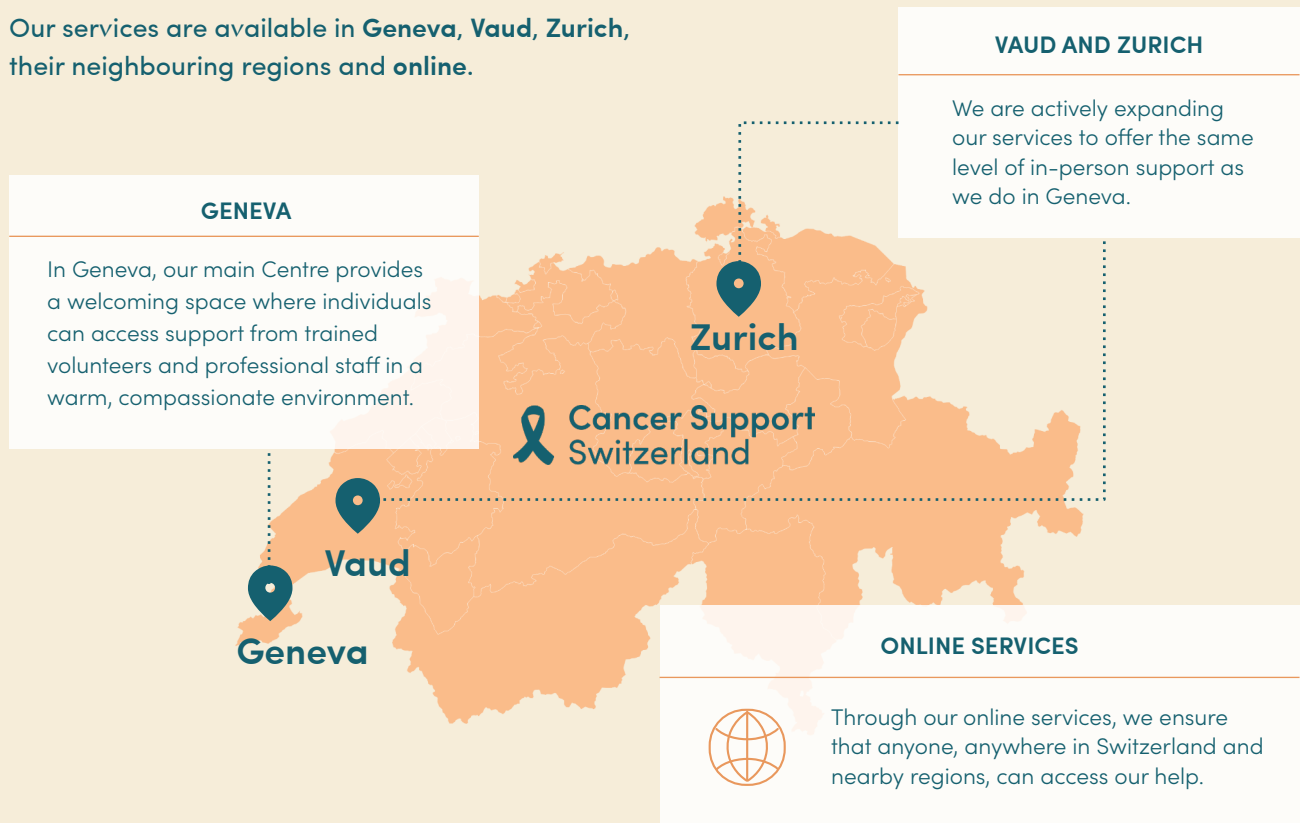 Our services are available in Geneva, Vaud, Zurich,
their neighbouring regions and online.
VAUD AND ZURICH
We are actively expanding
our services to offer the same
level of in-person support as
we do in Geneva.
GENEVA
In Geneva, our main Centre provides
a welcoming space where individuals
can access support from trained
volunteers and professional staff in a
warm, compassionate environment.
Zurich
Cancer Support
Switzerland
Vaud
Geneva
ONLINE SERVICES
Through our online services, we ensure
that anyone, anywhere in Switzerland and
nearby regions, can access our help.